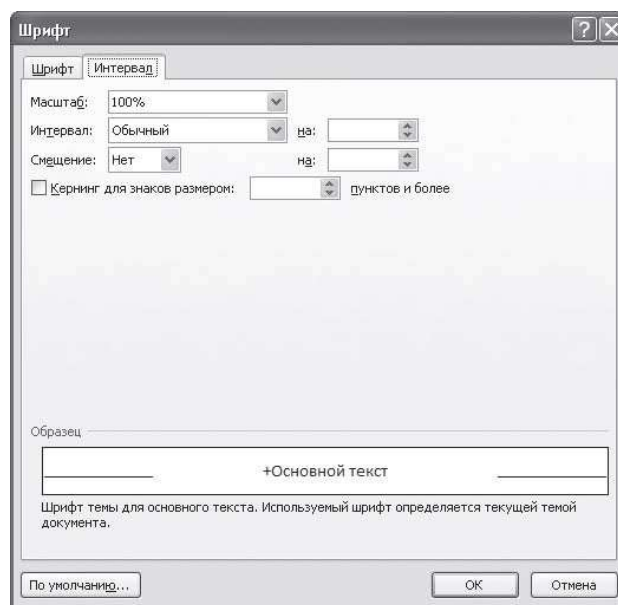 Шрифт
Шрифт Интервал
Масштаб: 100%
Интервал: Обычный на:
Смещение: Нет на:
Кернинг для знаков размером: пунктов и более
Образец
+Основной текст
Шрифт темы для основного текста. Используемый шрифт определяется текущей темой
документа.
По умолчанию... ОК Отмена